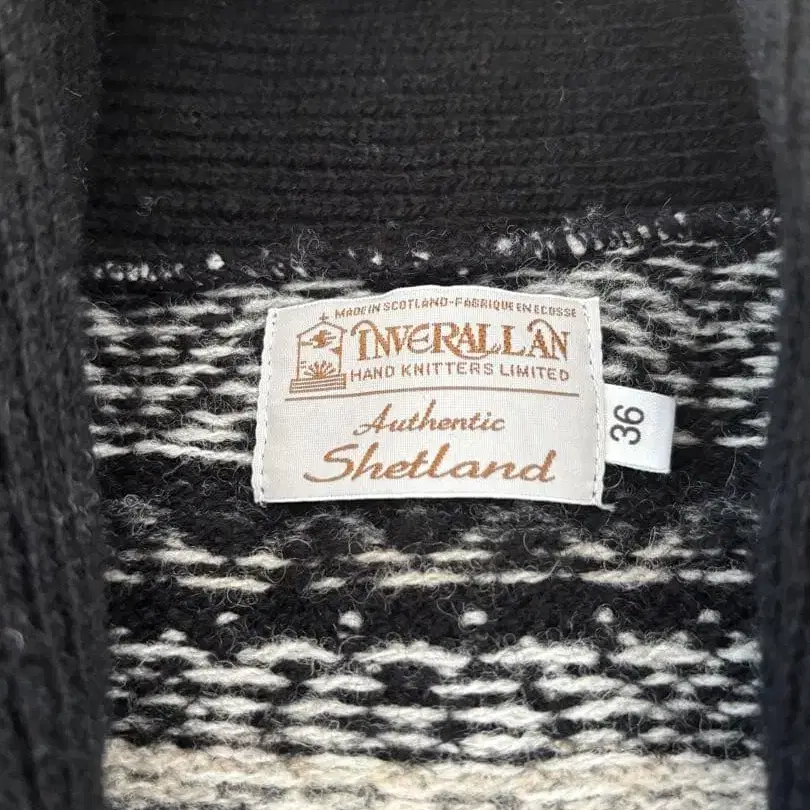 MADE IN SCOTLAND-FABRIQUE EN ECOSSE
INVERALLAN
HAND KNITTERS LIMITED
Authentic
Shetland
36